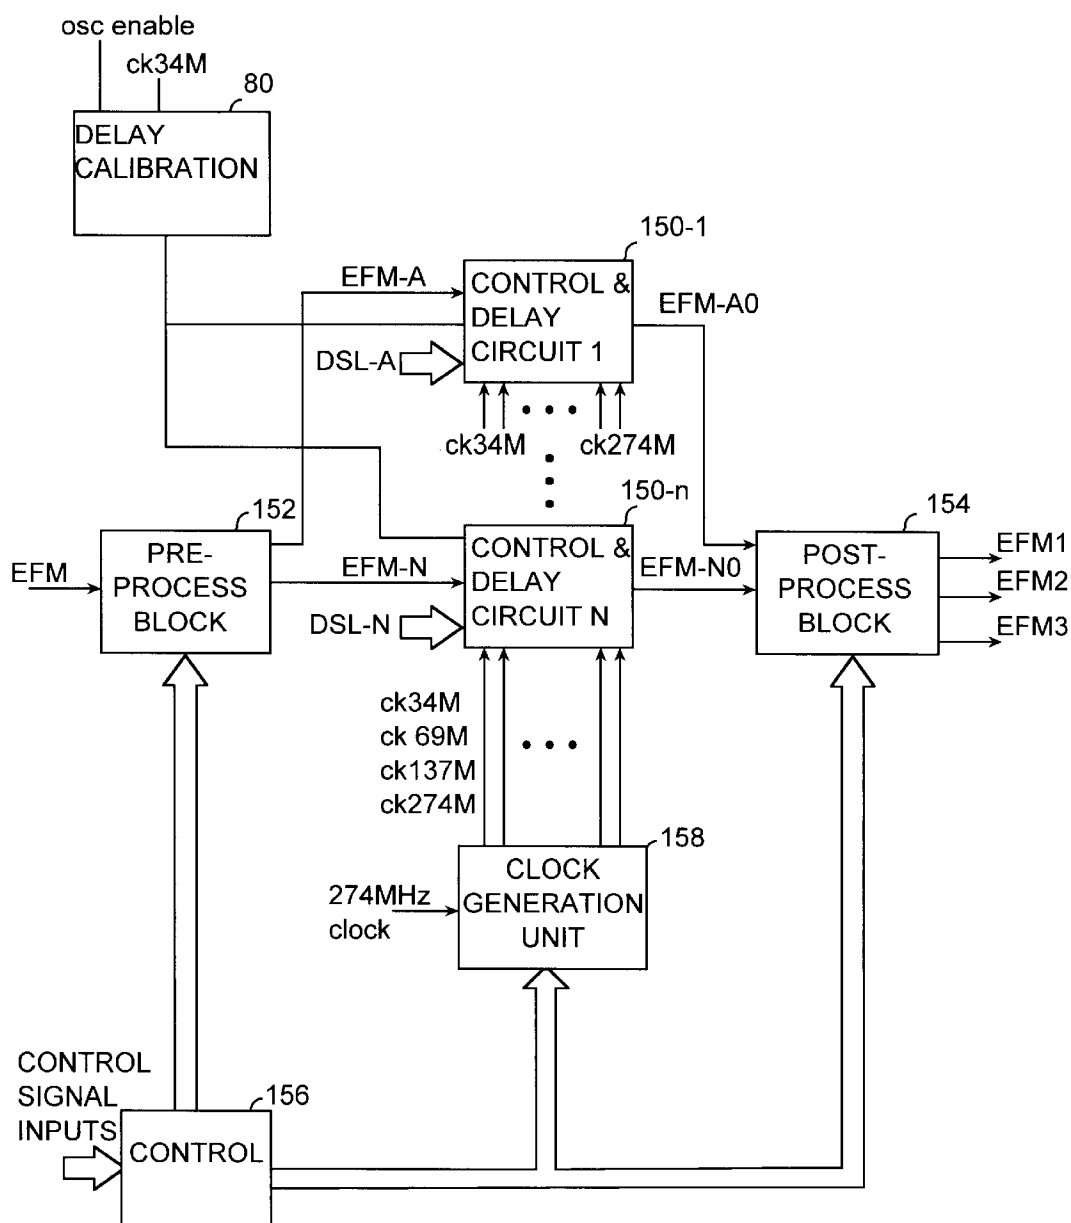 osc enable
ck34M
80
DELAY
CALIBRATION
150-1
EFM-A
CONTROL &
DELAY
CIRCUIT 1
EFM-A0
DSL-A
ck34M
ck274M
150-n
152
PRE-
PROCESS
BLOCK
EFM
EFM-N
CONTROL &
DELAY
CIRCUIT N
DSL-N
EFM-N0
154
POST-
PROCESS
BLOCK
EFM1
EFM2
EFM3
ck34M
ck 69M
ck137M
ck274M
158
CLOCK
GENERATION
UNIT
274MHz
clock
CONTROL
SIGNAL
INPUTS
156
CONTROL